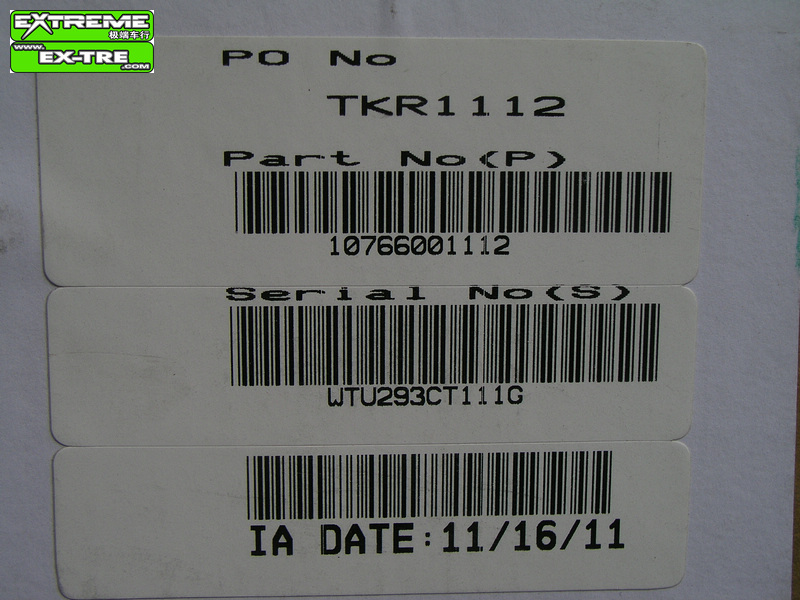 EXTREME
极端车行
www.
EX-TRE
.COM
PO No
TKR1112
Part No(P)
10766001112
Serial No(S)
WTU293CT111G
IA DATE:11/16/11